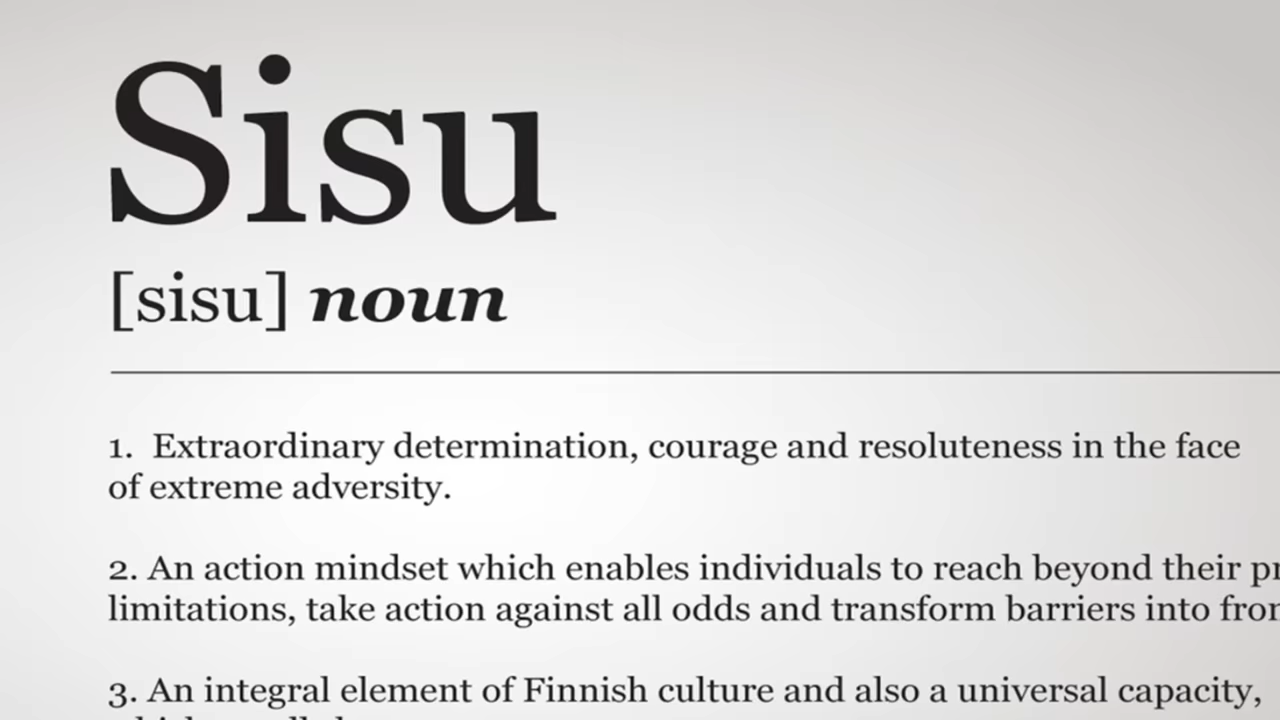 Sisu
[sisu] noun
1. Extraordinary determination, courage and resoluteness in the face
of extreme adversity.
2. An action mindset which enables individuals to reach beyond their
limitations, take action against all odds and transform barriers into
3. An integral element of Finnish culture and also a universal capacity,